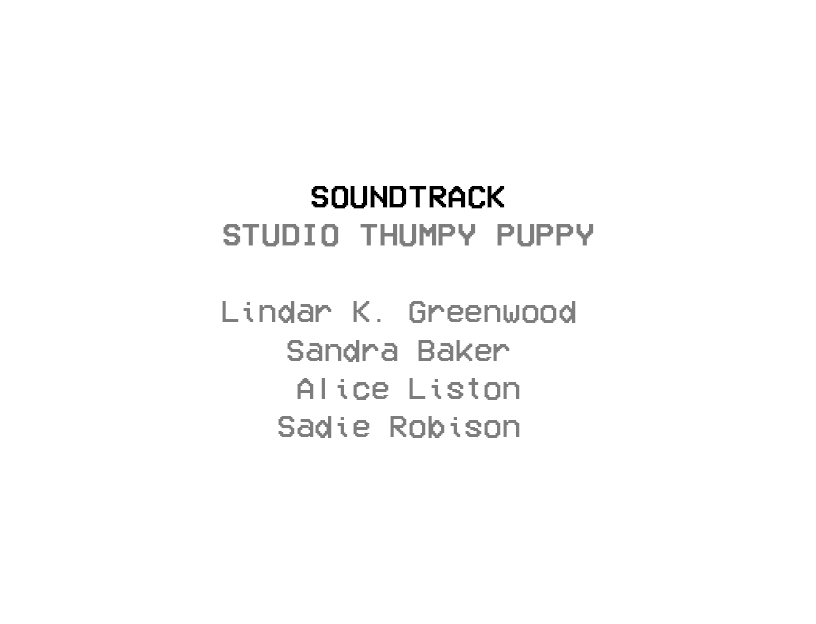 SOUNDTRACK
STUDIO THUMPY PUPPY
Lindar K. Greenwood
Sandra Baker
Alice Liston
Sadie Robison